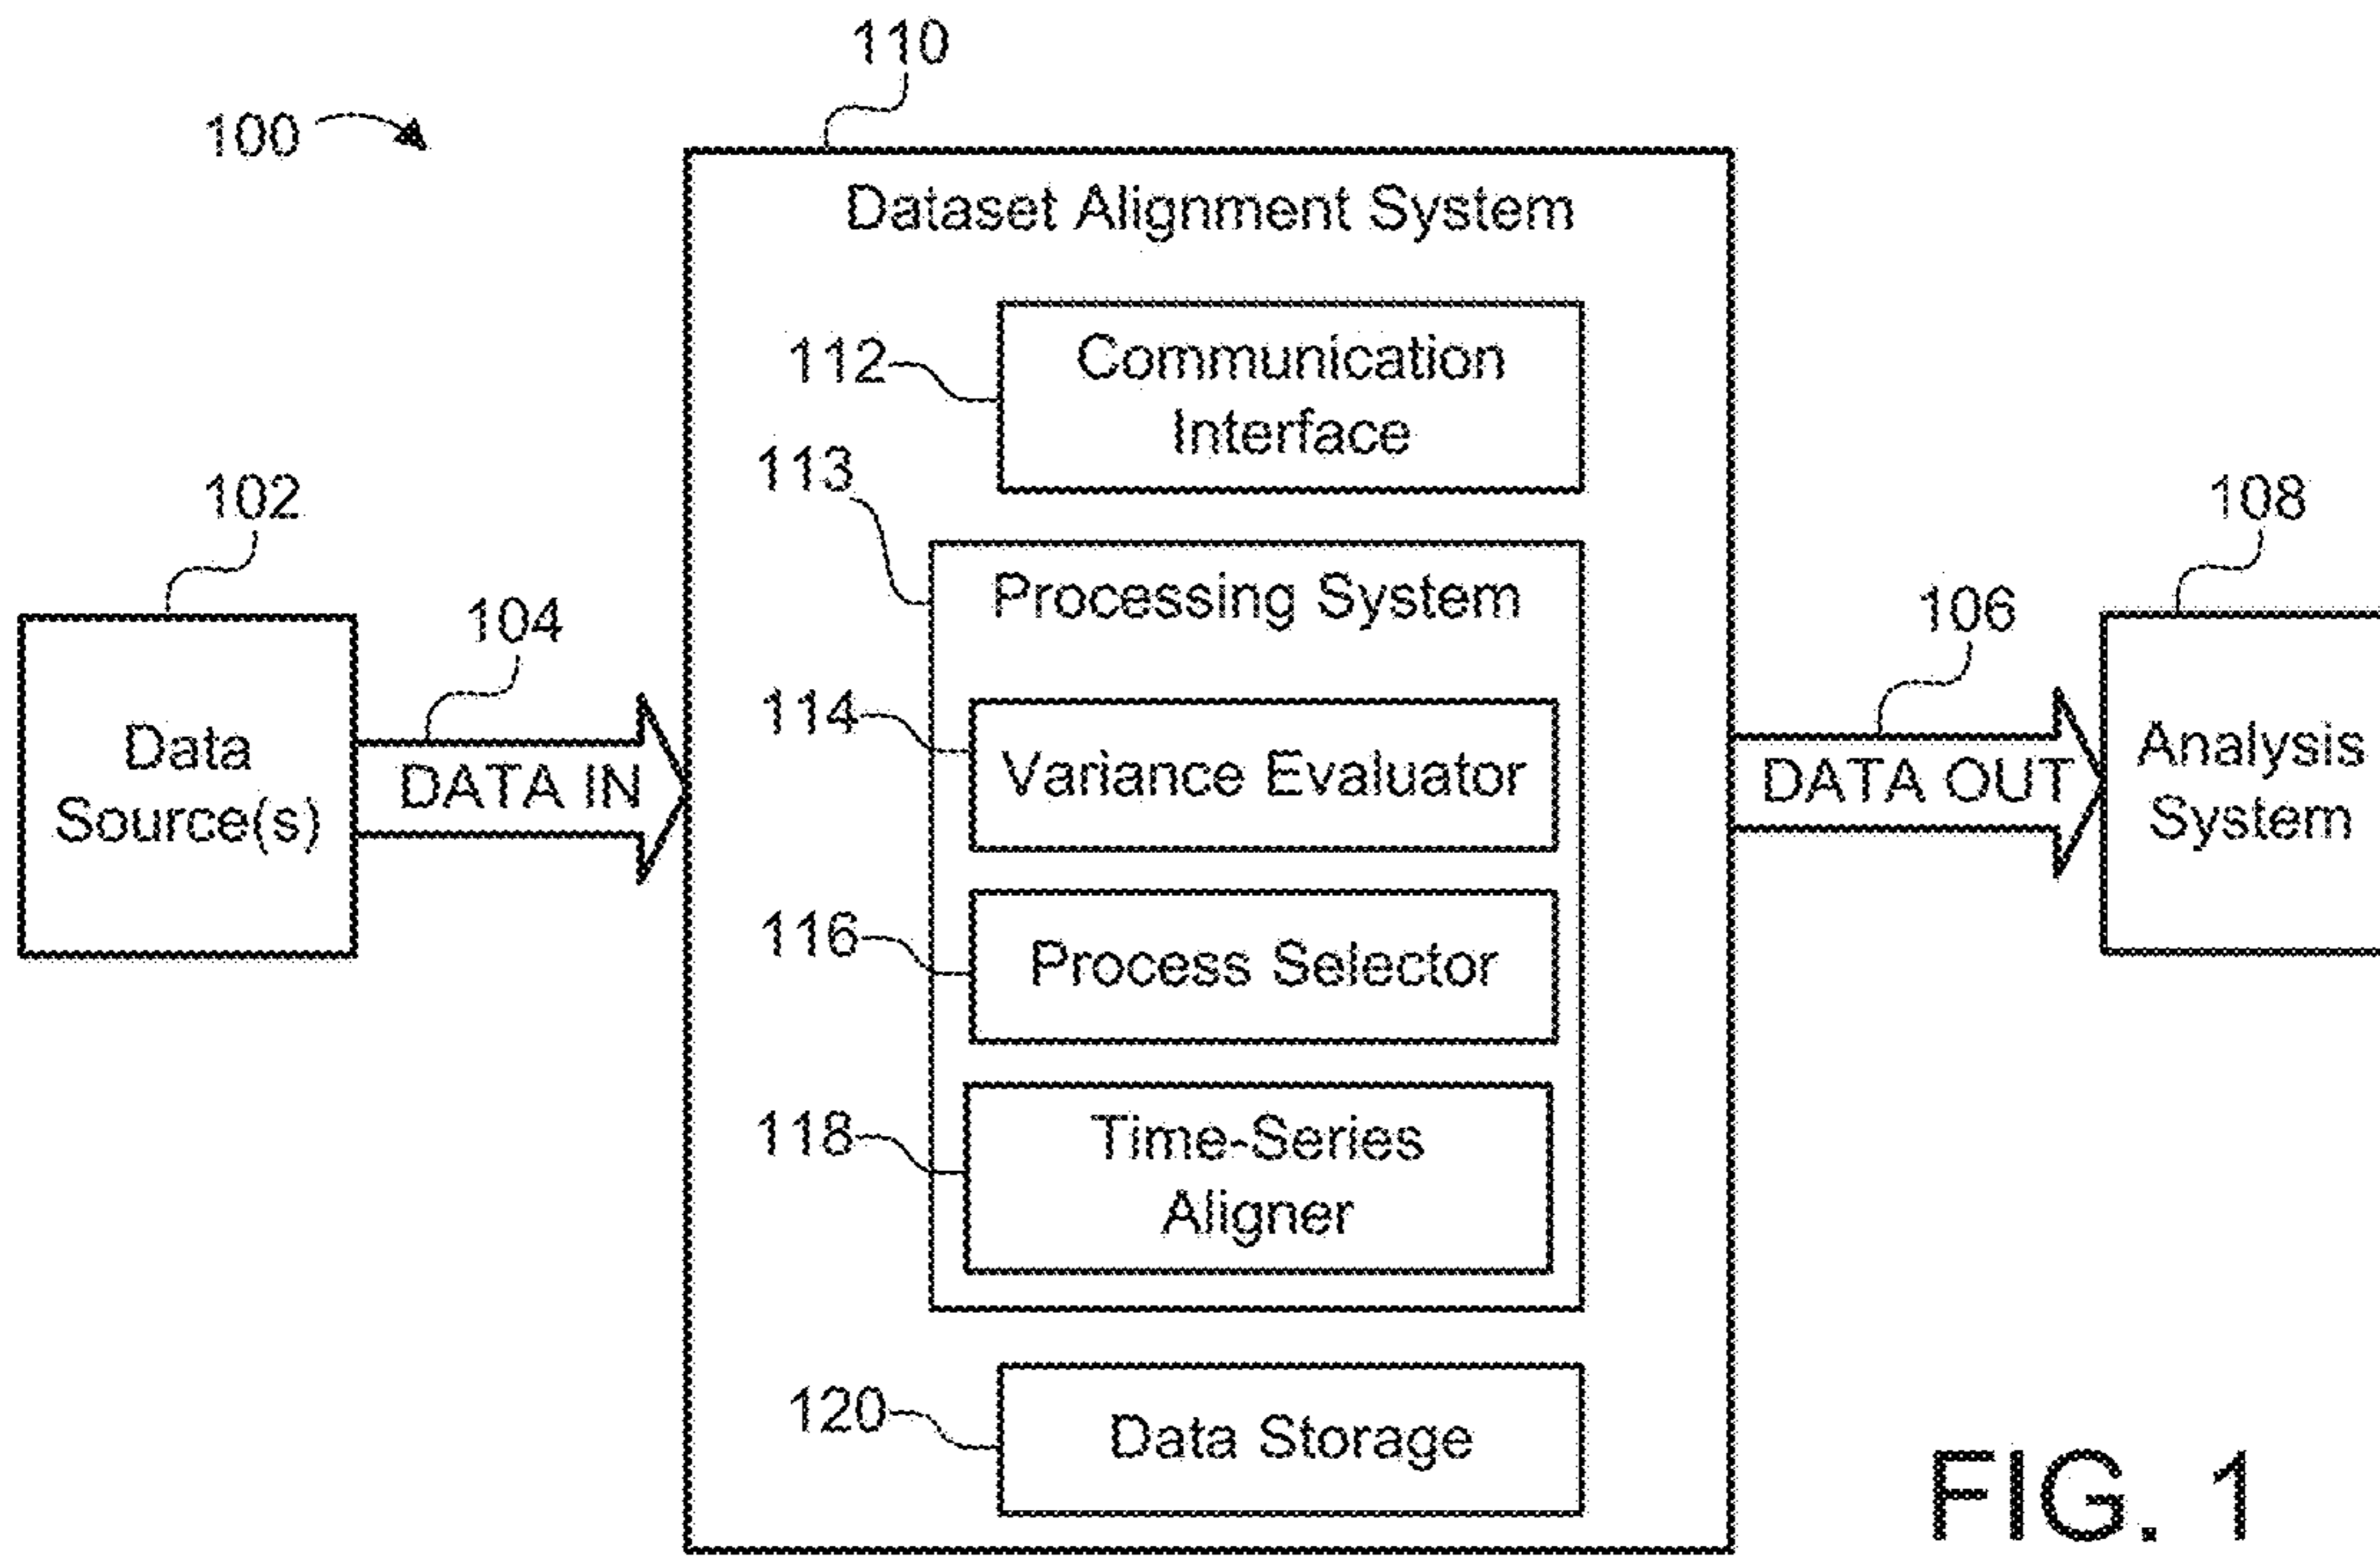 110
100
Dataset Alignment System
112
Communication
Interface
113
102
108
Processing System
104
106
114
Data
Source(s)
DATA IN
Variance Evaluator
DATA OUT
Analysis
System
116
Process Selector
118
Time-Series
Aligner
120
Data Storage
FIG. 1